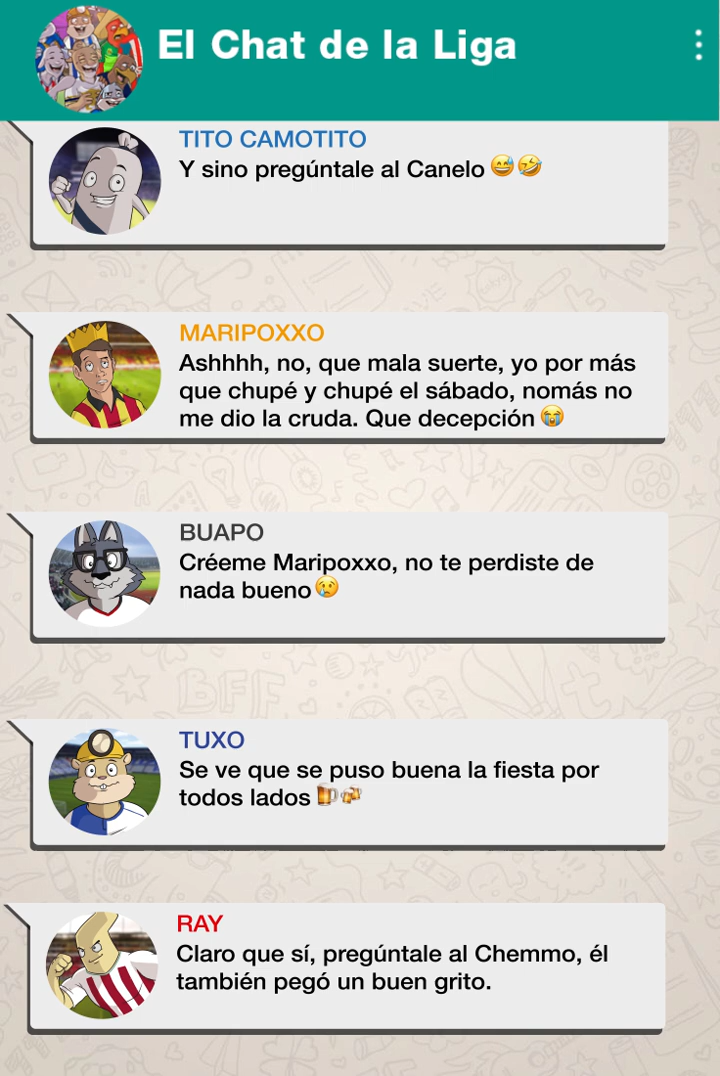 El Chat de la Liga
TITO CAMOTITO
Y sino pregúntale al Canelo 😅🤣
MARIPOXXO
Ashhhh, no, que mala suerte, yo por más
que chupé y chupé el sábado, nomás no
me dio la cruda. Que decepción 😭
BUAPO
Créeme Maripoxxo, no te perdiste de
nada bueno 😢
TUXO
Se ve que se puso buena la fiesta por
todos lados 🍺🍻
RAY
Claro que sí, pregúntale al Chemmo, él
también pegó un buen grito.
BFF